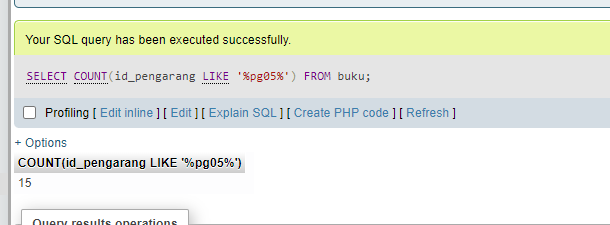 Your SQL query has been executed successfully.
SELECT COUNT(id_pengarang LIKE '%pg05%') FROM buku;
Profiling [ Edit inline ] [ Edit ] [ Explain SQL ] [ Create PHP code ] [ Refresh ]
+ Options
COUNT(id_pengarang LIKE '%pg05%')
15
Query results operations